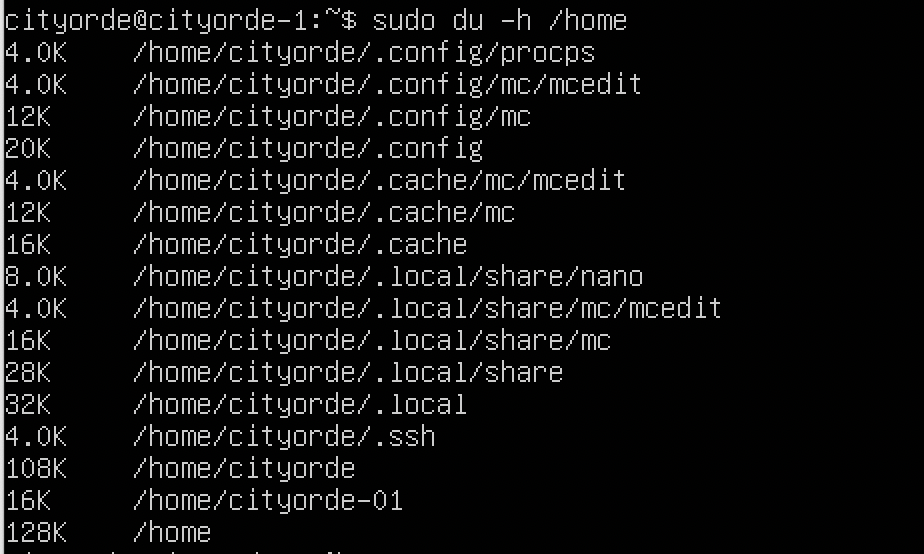 cityorde@cityorde-1:~$ sudo du -h /home
4.0K /home/cityorde/.config/procps
4.0K /home/cityorde/.config/mc/mcedit
12K /home/cityorde/.config/mc
20K /home/cityorde/.config
4.0K /home/cityorde/.cache/mc/mcedit
12K /home/cityorde/.cache/mc
16K /home/cityorde/.cache
8.0K /home/cityorde/.local/share/nano
4.0K /home/cityorde/.local/share/mc/mcedit
16K /home/cityorde/.local/share/mc
28K /home/cityorde/.local/share
32K /home/cityorde/.local
4.0K /home/cityorde/.ssh
108K /home/cityorde
16K /home/cityorde-01
128K /home